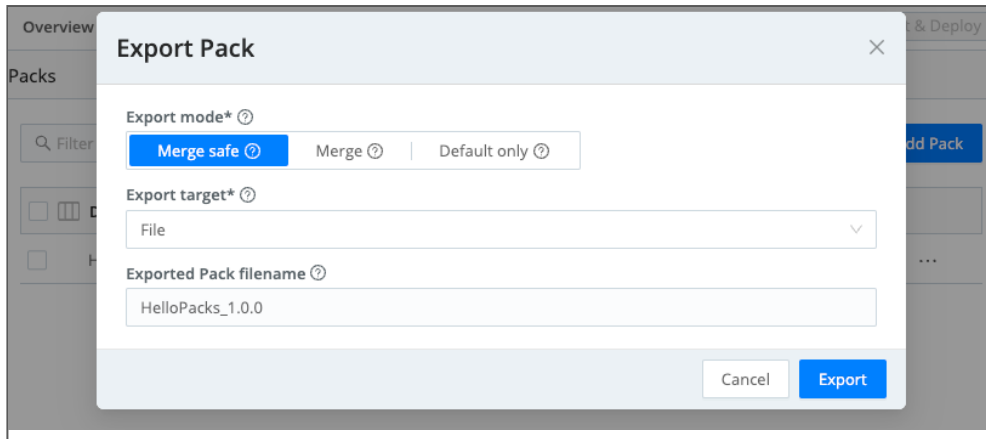 Overview
Export Pack
& Deploy
Packs
Export mode*
Filter
Merge safe
Merge
Default only
dd Pack
Export target*
File
Exported Pack filename
HelloPacks_1.0.0
Cancel
Export